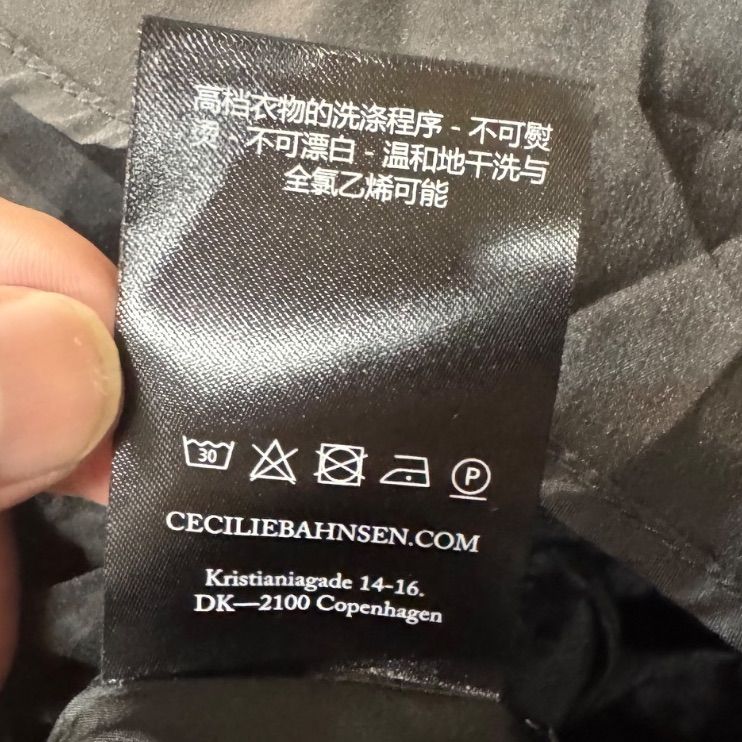 高档衣物的洗涤程序 - 不可熨
烫 - 不可漂白 - 温和地干洗与
全氯乙烯可能
30
P
CECILIEBAHNSEN.COM
Kristianiagade 14-16.
DK—2100 Copenhagen